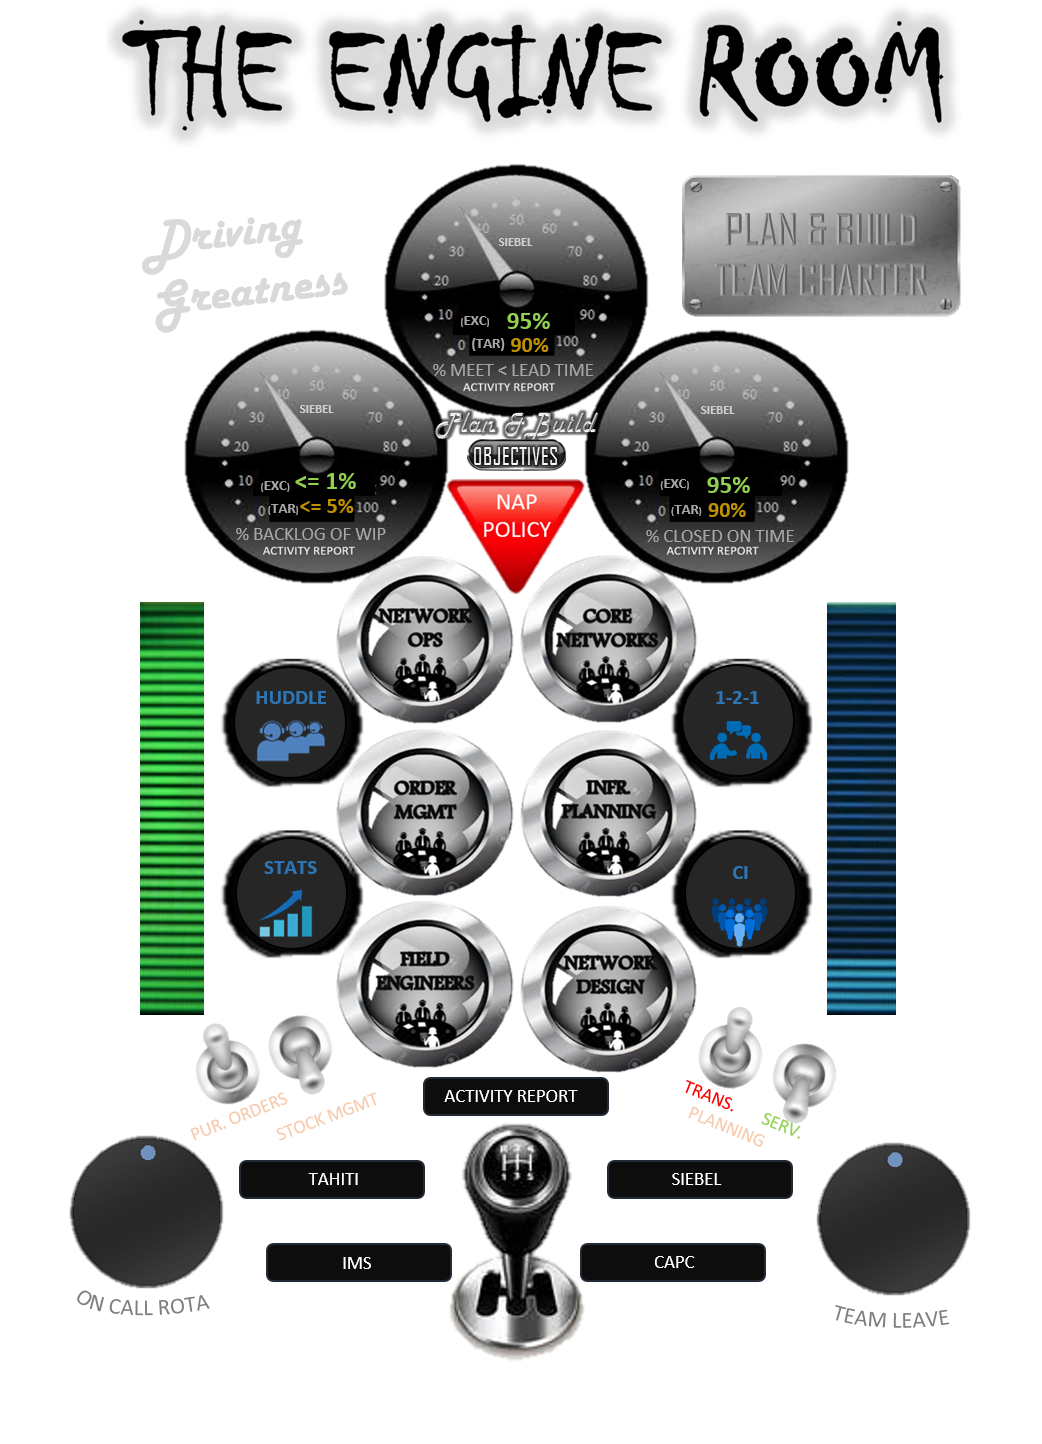 THE ENGINE ROOM
Driving
Greatness
PLAN & BUILD
TEAM CHARTER
0 10 20 30 40 50 60 70 80 90 100
SIEBEL
(EXC) 95%
(TAR) 90%
% MEET < LEAD TIME
ACTIVITY REPORT
0 10 20 30 40 50 60 70 80 90 100
SIEBEL
(EXC) <= 1%
(TAR) <= 5%
% BACKLOG OF WIP
ACTIVITY REPORT
Plan & Build
OBJECTIVES
NAP
POLICY
0 10 20 30 40 50 60 70 80 90 100
SIEBEL
(EXC) 95%
(TAR) 90%
% CLOSED ON TIME
ACTIVITY REPORT
NETWORK
OPS
CORE
NETWORKS
HUDDLE
1-2-1
ORDER
MGMT
INFR.
PLANNING
STATS
CI
FIELD
ENGINEERS
NETWORK
DESIGN
PUR. ORDERS
STOCK MGMT
TRANS.
PLANNING
SERV.
ACTIVITY REPORT
TAHITI
SIEBEL
IMS
CAPC
ON CALL ROTA
TEAM LEAVE